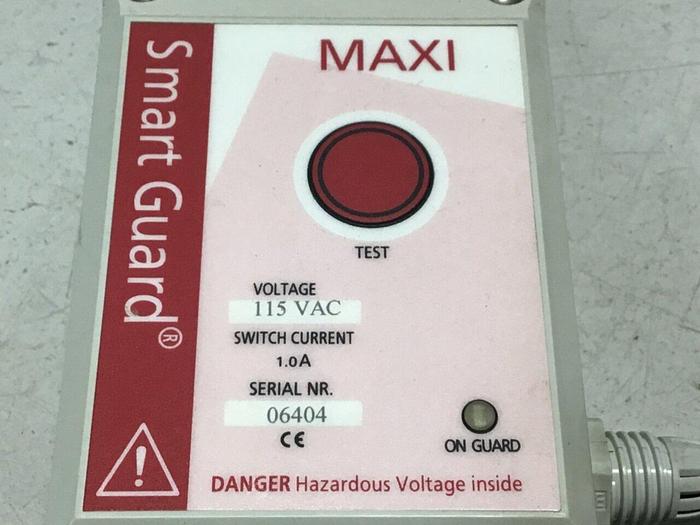 Smart Guard®
MAXI
TEST
VOLTAGE
115 VAC
SWITCH CURRENT
1.0A
SERIAL NR.
06404
CE
ON GUARD
DANGER Hazardous Voltage inside